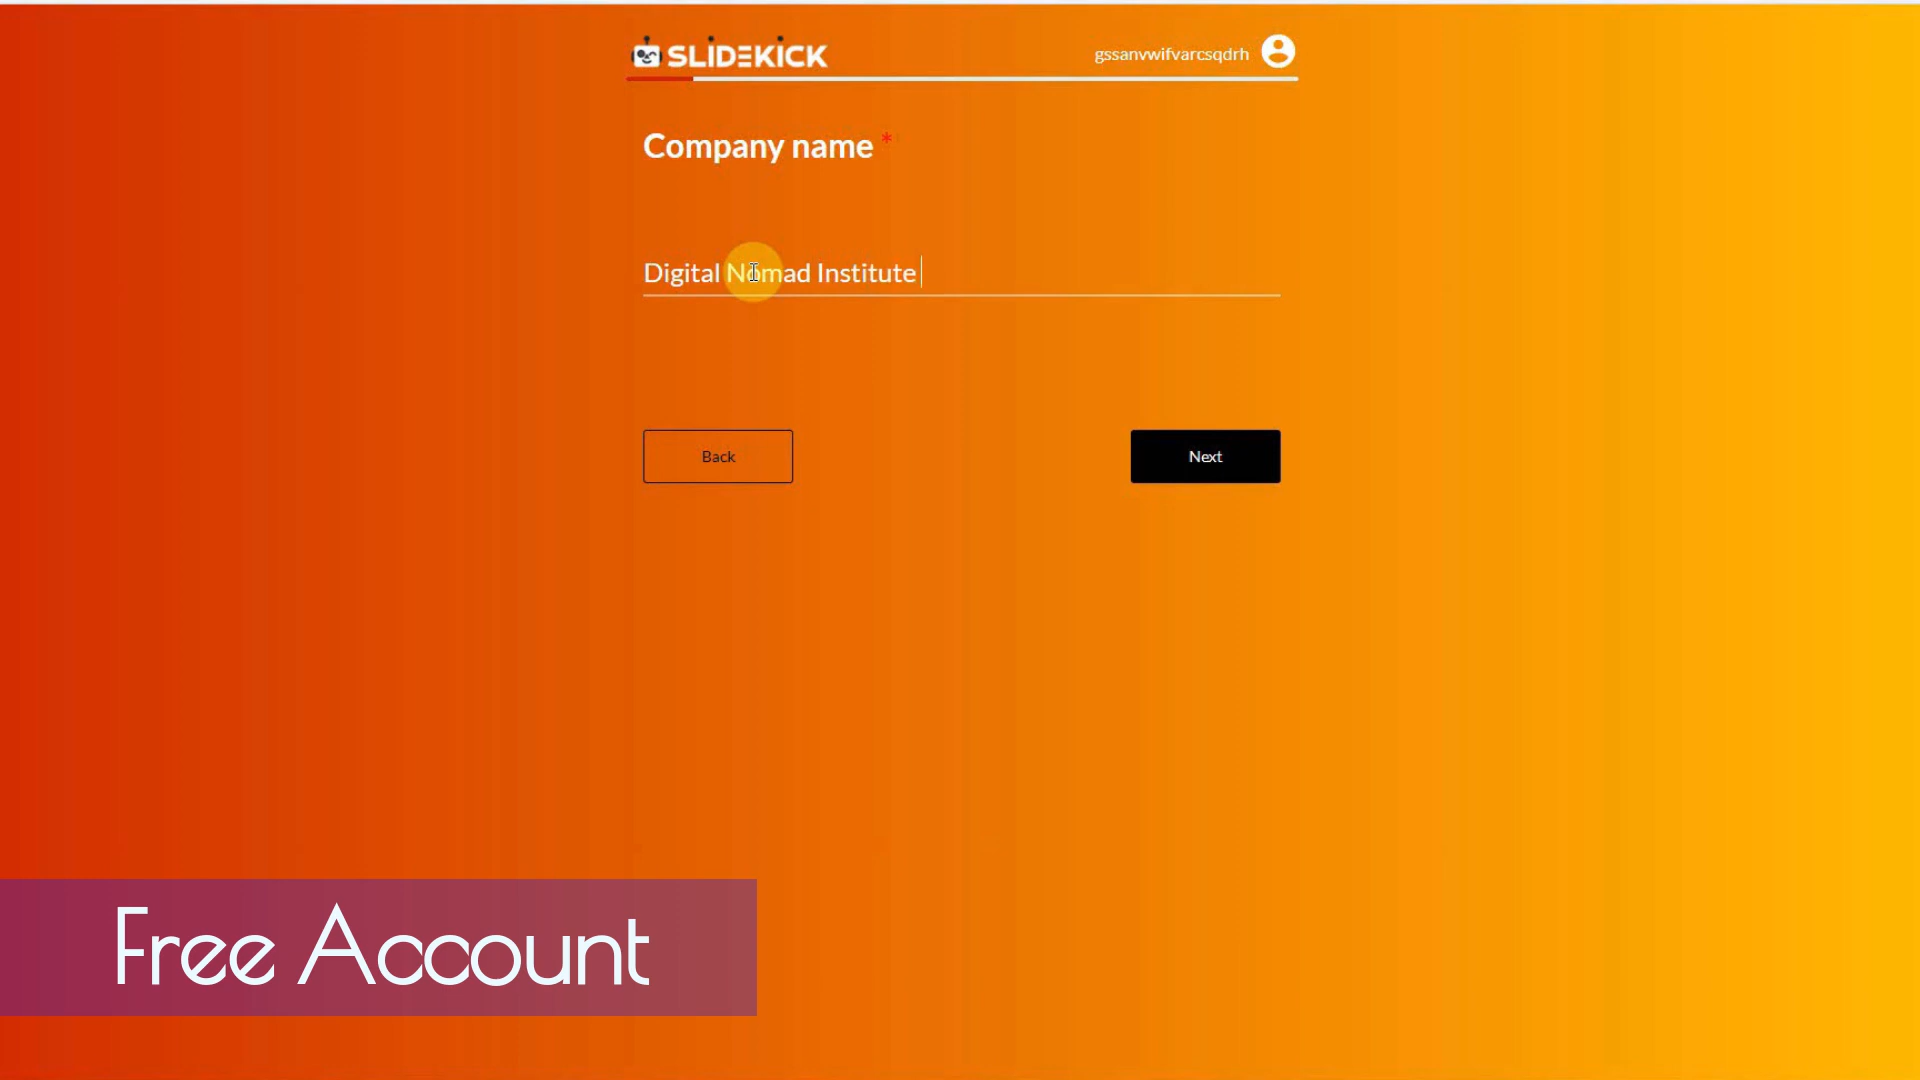 SLIDEKICK
gssanvwifvarcsqdrh
Company name *
Digital Nomad Institute
Back
Next
Free Account